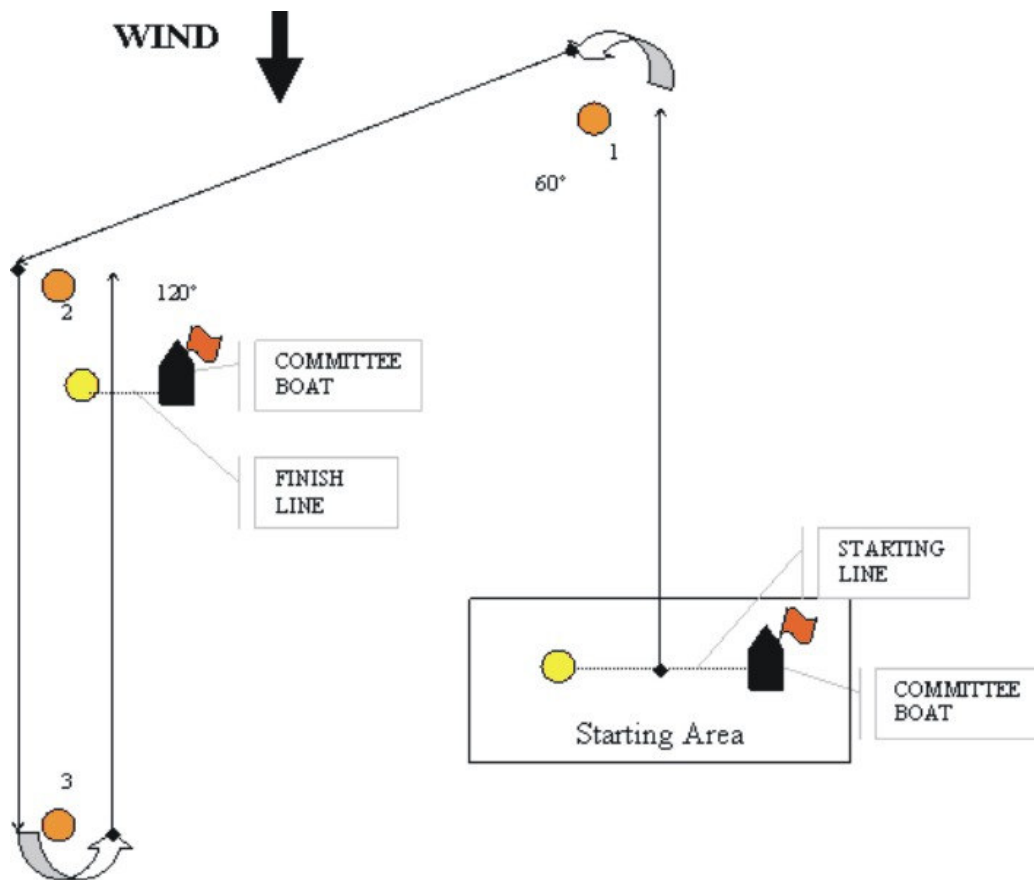 WIND
1
60°
2
120°
COMMITTEE
BOAT
FINISH
LINE
STARTING
LINE
COMMITTEE
BOAT
Starting Area
3